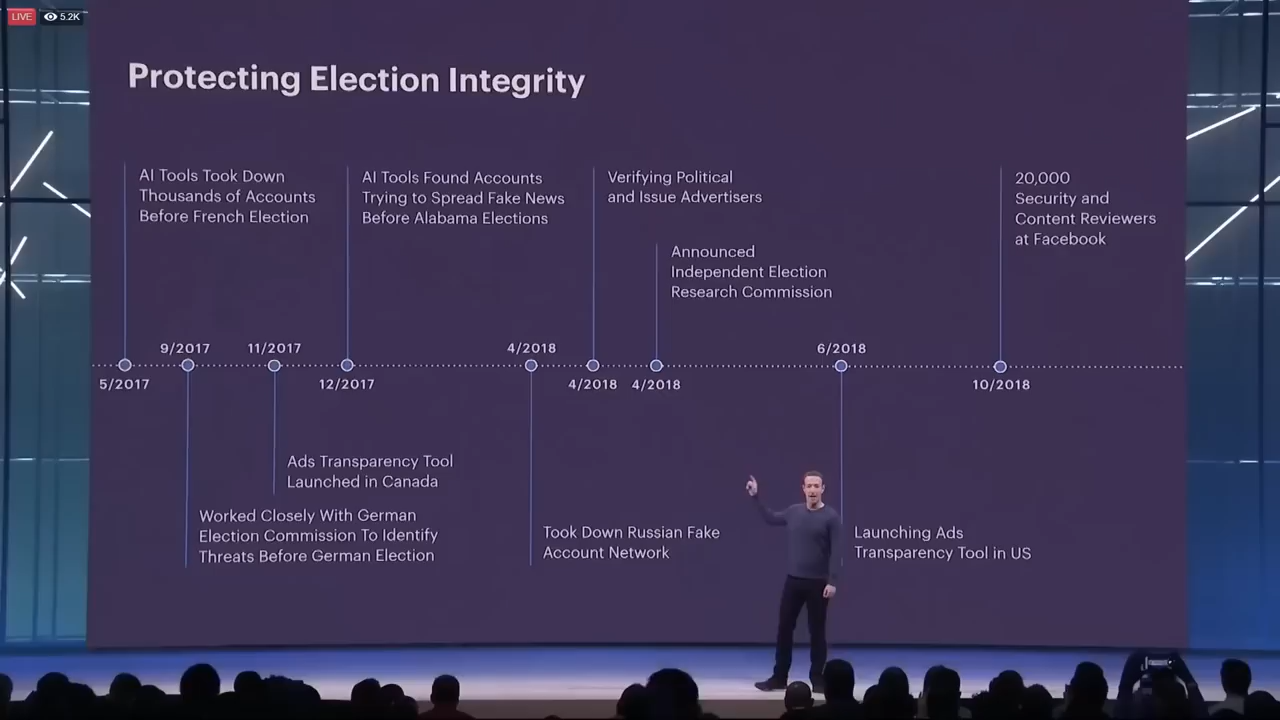 LIVE 5.2K
Protecting Election Integrity
AI Tools Took Down
Thousands of Accounts
Before French Election
AI Tools Found Accounts
Trying to Spread Fake News
Before Alabama Elections
Verifying Political
and Issue Advertisers
Announced
Independent Election
Research Commission
20,000
Security and
Content Reviewers
at Facebook
9/2017
11/2017
4/2018
6/2018
5/2017
12/2017
4/2018
4/2018
10/2018
Ads Transparency Tool
Launched in Canada
Worked Closely With German
Election Commission To Identify
Threats Before German Election
Took Down Russian Fake
Account Network
Launching Ads
Transparency Tool in US